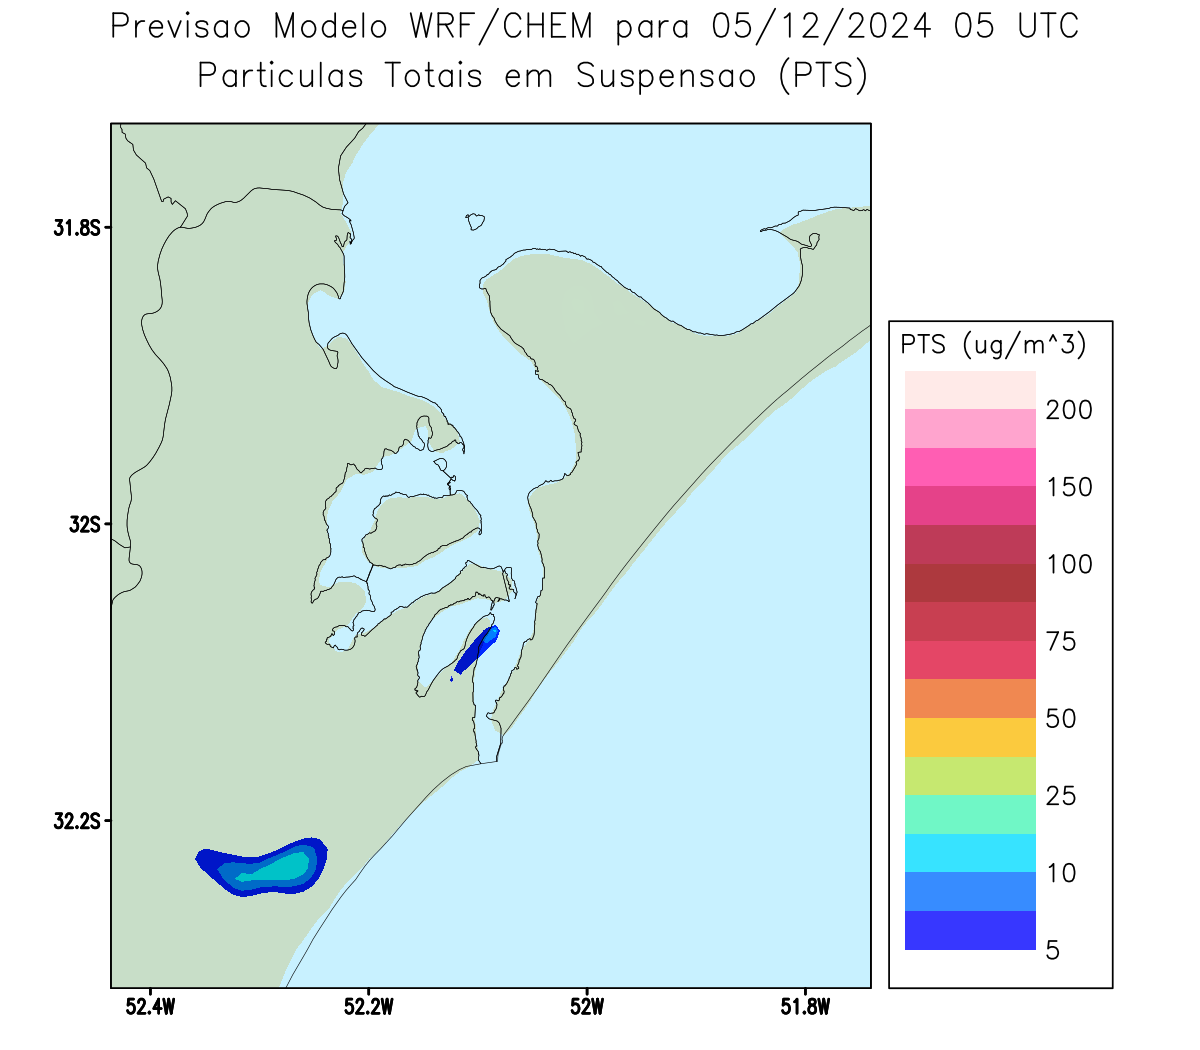 Previsao Modelo WRF/CHEM para 05/12/2024 05 UTC
Particulas Totais em Suspensao (PTS)
31.8S
32S
32.2S
52.4W
52.2W
52W
51.8W
PTS (ug/m^3)
200
150
100
75
50
25
10
5